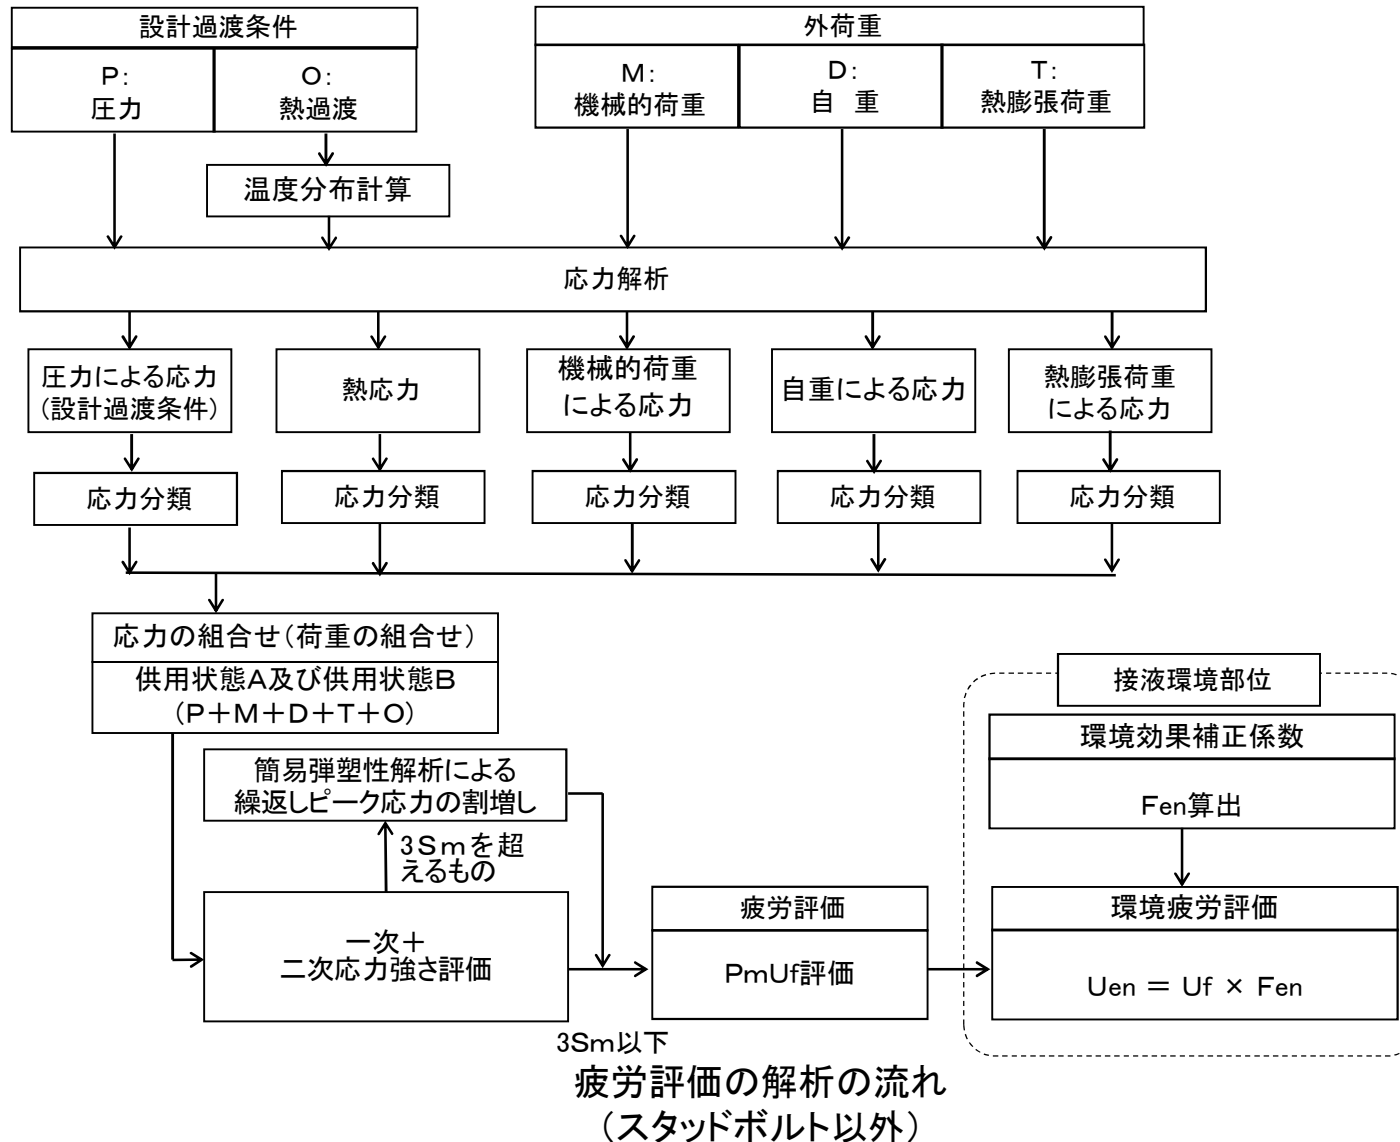 設計過渡条件
P:
圧力
O:
熱過渡
外荷重
M:
機械的荷重
D:
自 重
T:
熱膨張荷重
温度分布計算
応力解析
圧力による応力
(設計過渡条件)
熱応力
機械的荷重
による応力
自重による応力
熱膨張荷重
による応力
応力分類
応力分類
応力分類
応力分類
応力分類
応力の組合せ(荷重の組合せ)
供用状態A及び供用状態B
(P+M+D+T+O)
簡易弾塑性解析による
繰返しピーク応力の割増し
3Smを超
えるもの
一次+
二次応力強さ評価
3Sm以下
疲労評価
PmUf評価
接液環境部位
環境効果補正係数
Fen算出
環境疲労評価
Uen = Uf × Fen
疲労評価の解析の流れ
(スタッドボルト以外)